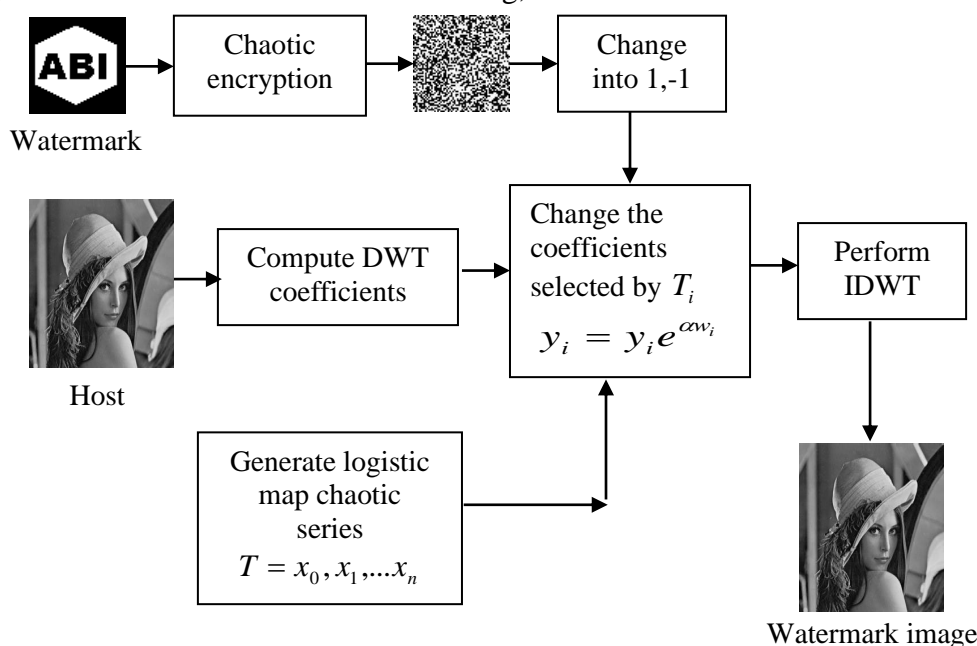 ng,
ABI
Chaotic
encryption
Change
into 1,-1
Watermark
Change the
coefficients
selected by T_i
y_i = y_i e^{αw_i}
Compute DWT
coefficients
Perform
IDWT
Host
Generate logistic
map chaotic
series
T = x_0, x_1,...x_n
Watermark image